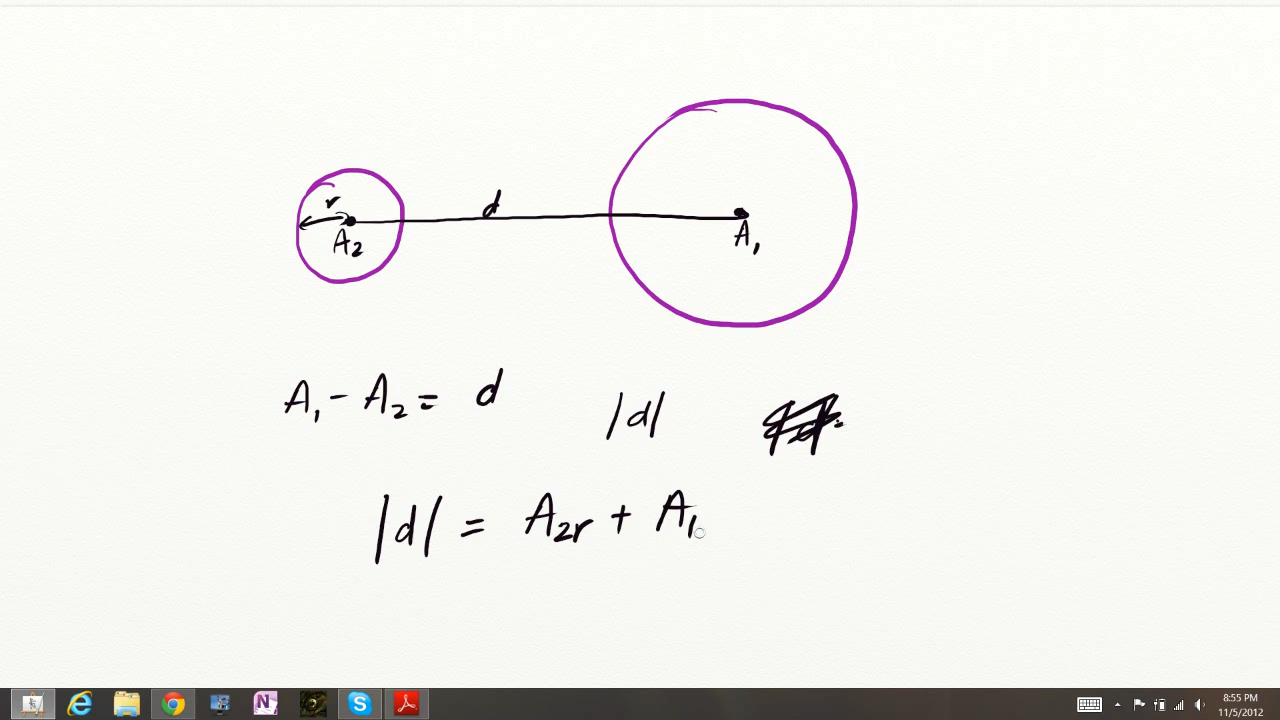 r
d
A2
A1
A1 - A2 = d
|d|
|d| = A2r + A1
8:55 PM
11/5/2012